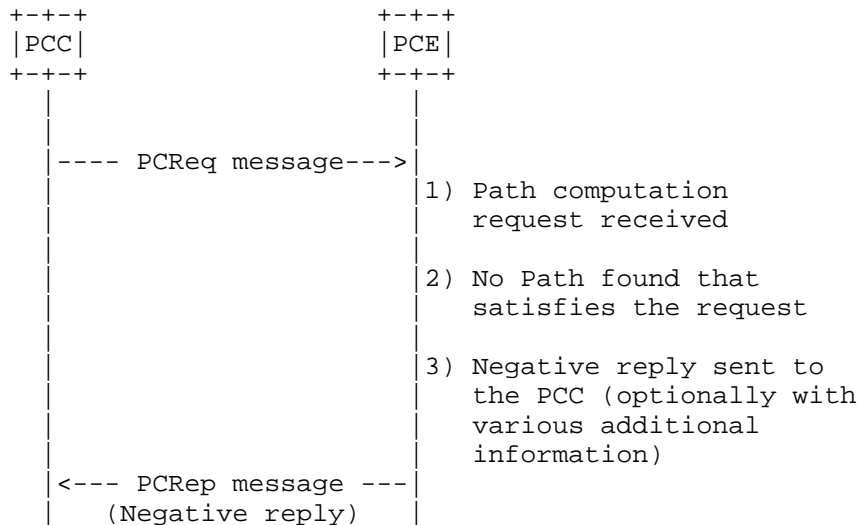 +-+-+                     +-+-+
|PCC|                     |PCE|
+-+-+                     +-+-+
  |                         |
  |                         |
  |---- PCReq message--->|
  |                         |1) Path computation
  |                         |   request received
  |                         |
  |                         |2) No Path found that
  |                         |   satisfies the request
  |                         |
  |                         |3) Negative reply sent to
  |                         |   the PCC (optionally with
  |                         |   various additional
  |                         |   information)
  |<--- PCRep message ---|
  |   (Negative reply)   |